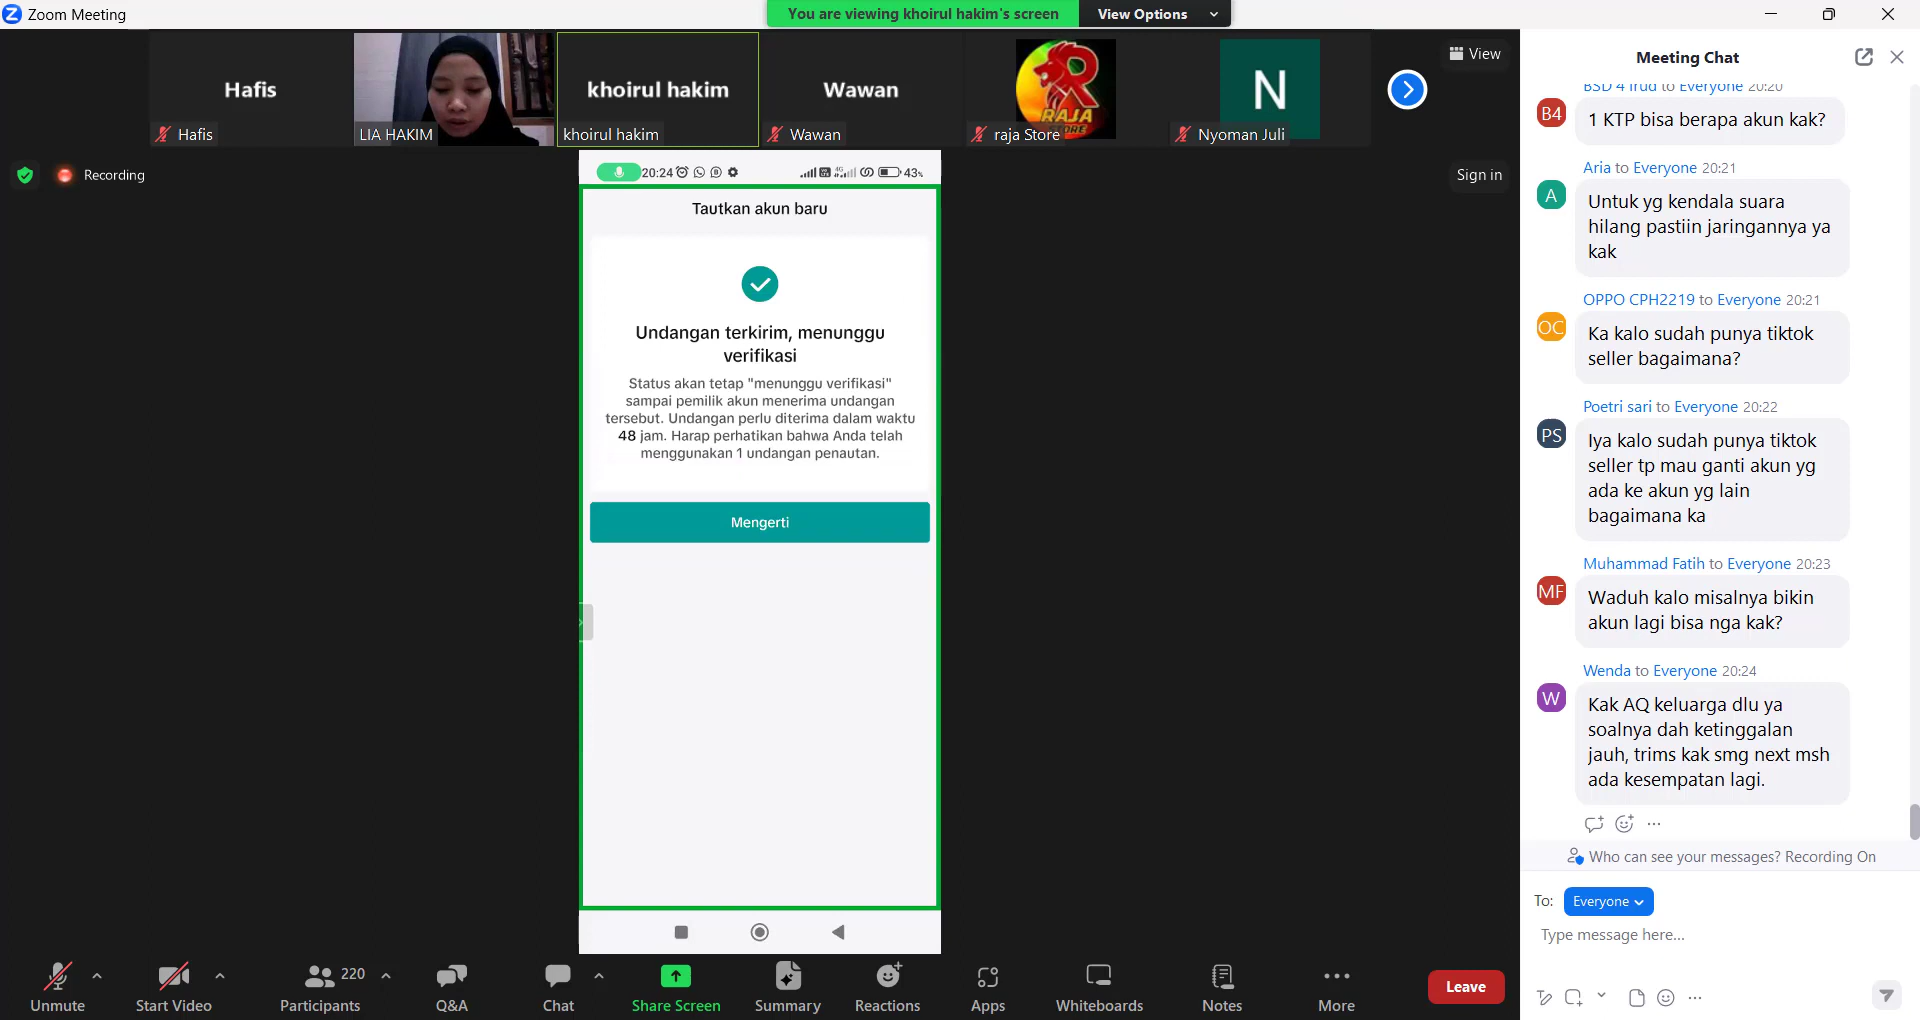 Zoom Meeting
You are viewing khoirul hakim's screen
View Options
Hafis
Hafis
LIA HAKIM
khoirul hakim
khoirul hakim
Wawan
Wawan
RAJA
raja Store
N
Nyoman Juli
View
Recording
Sign in
20:24
43%
Tautkan akun baru
Undangan terkirim, menunggu
verifikasi
Status akan tetap "menunggu verifikasi"
sampai pemilik akun menerima undangan
tersebut. Undangan perlu diterima dalam waktu
48 jam. Harap perhatikan bahwa Anda telah
menggunakan 1 undangan penautan.
Mengerti
Unmute
Start Video
220
Participants
Q&A
Chat
Share Screen
Summary
Reactions
Apps
Whiteboards
Notes
More
Leave
Meeting Chat
to Everyone 20:20
B4
1 KTP bisa berapa akun kak?
Aria to Everyone 20:21
A
Untuk yg kendala suara
hilang pastiin jaringannya ya
kak
OPPO CPH2219 to Everyone 20:21
OC
Ka kalo sudah punya tiktok
seller bagaimana?
Poetri sari to Everyone 20:22
PS
Iya kalo sudah punya tiktok
seller tp mau ganti akun yg
ada ke akun yg lain
bagaimana ka
Muhammad Fatih to Everyone 20:23
MF
Waduh kalo misalnya bikin
akun lagi bisa nga kak?
Wenda to Everyone 20:24
W
Kak AQ keluarga dlu ya
soalnya dah ketinggalan
jauh, trims kak smg next msh
ada kesempatan lagi.
Who can see your messages? Recording On
To: Everyone
Type message here...